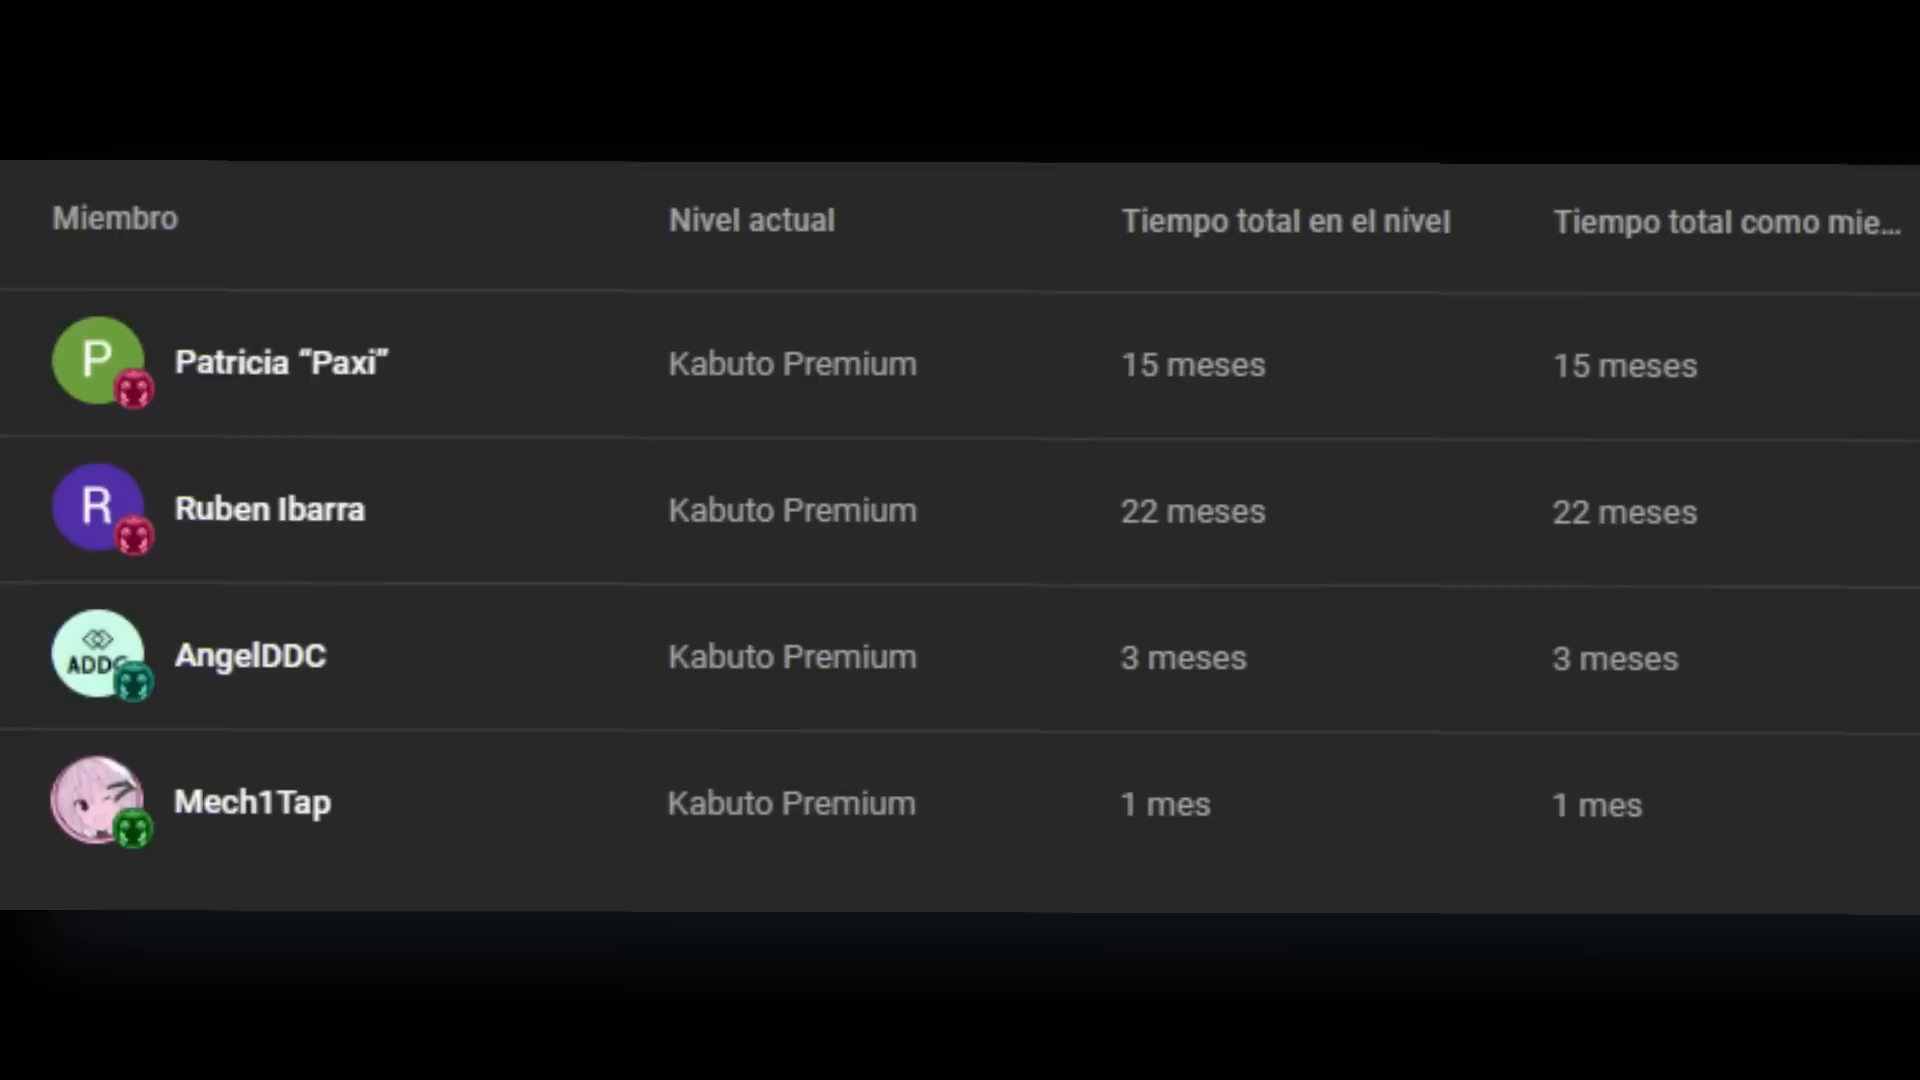 Miembro Nivel actual Tiempo total en el nivel Tiempo total como mie...
P Patricia “Paxi” Kabuto Premium 15 meses 15 meses
R Ruben Ibarra Kabuto Premium 22 meses 22 meses
ADDC AngelDDC Kabuto Premium 3 meses 3 meses
Mech1Tap Kabuto Premium 1 mes 1 mes